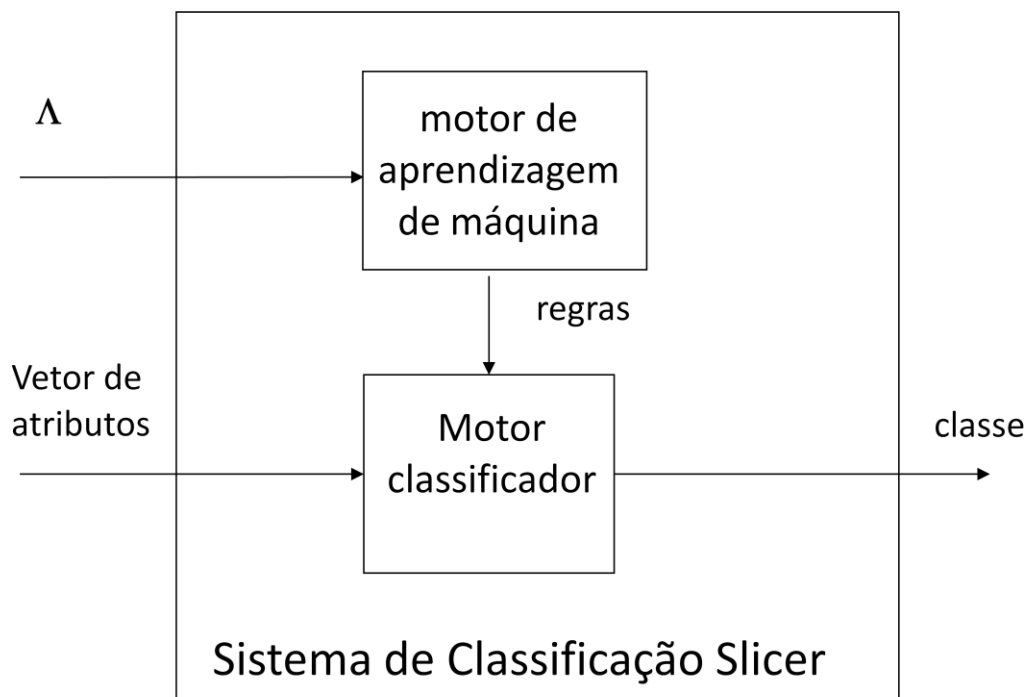 Λ
motor de
aprendizagem
de máquina
regras
Vetor de
atributos
Motor
classificador
classe
Sistema de Classificação Slicer